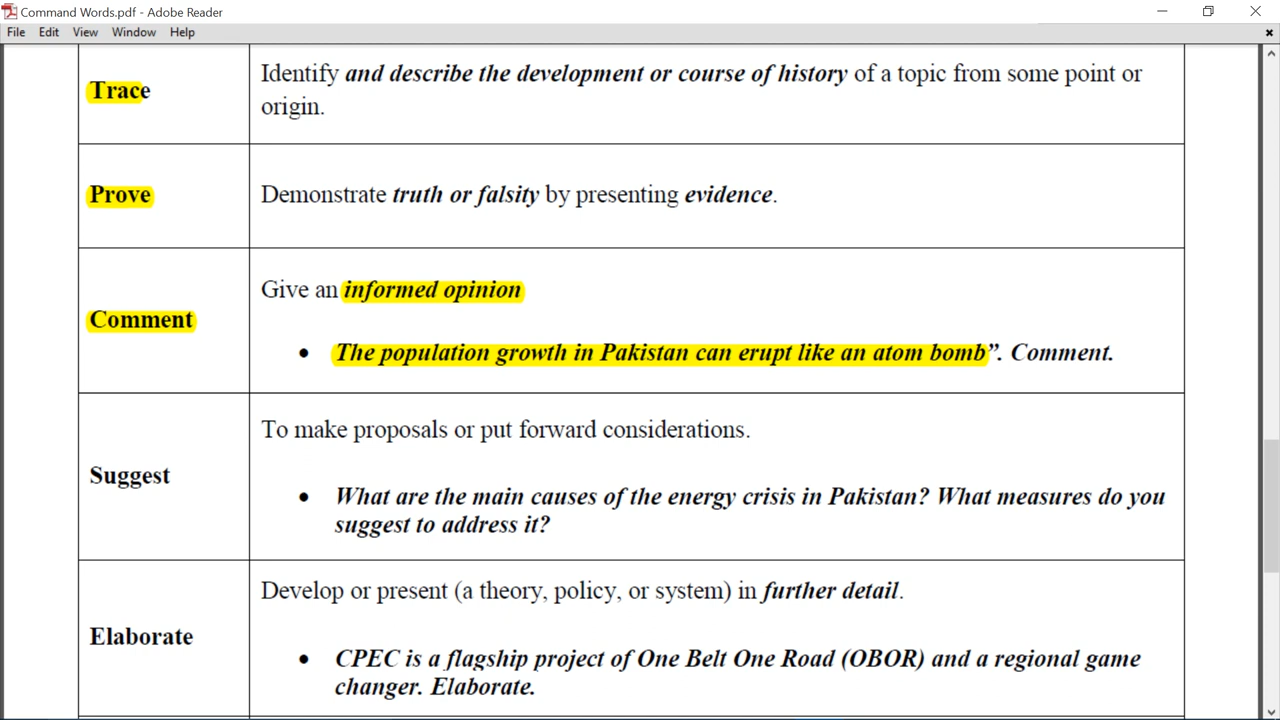 Command Words.pdf - Adobe Reader
File Edit View Window Help
Trace
Identify and describe the development or course of history of a topic from some point or
origin.
Prove
Demonstrate truth or falsity by presenting evidence.
Comment
Give an informed opinion
• The population growth in Pakistan can erupt like an atom bomb”. Comment.
Suggest
To make proposals or put forward considerations.
• What are the main causes of the energy crisis in Pakistan? What measures do you
suggest to address it?
Elaborate
Develop or present (a theory, policy, or system) in further detail.
• CPEC is a flagship project of One Belt One Road (OBOR) and a regional game
changer. Elaborate.